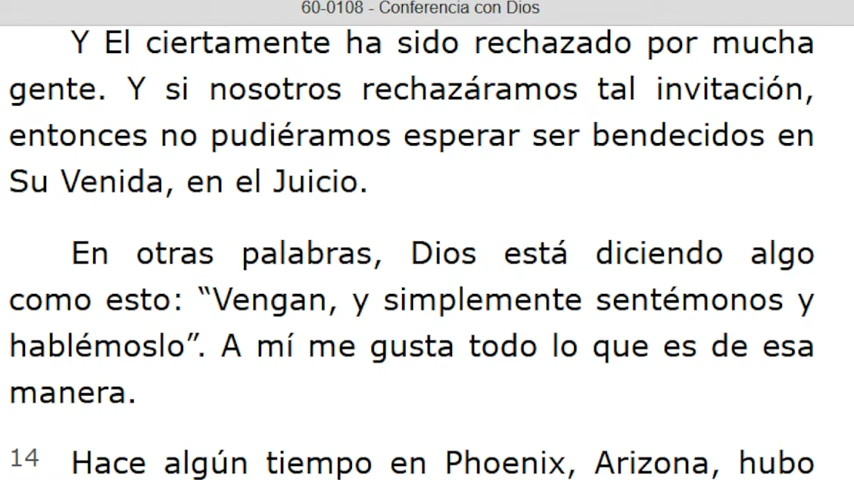 60-0108 - Conferencia con Dios
Y El ciertamente ha sido rechazado por mucha
gente. Y si nosotros rechazáramos tal invitación,
entonces no pudiéramos esperar ser bendecidos en
Su Venida, en el Juicio.
En otras palabras, Dios está diciendo algo
como esto: “Vengan, y simplemente sentémonos y
hablémoslo”. A mí me gusta todo lo que es de esa
manera.
14 Hace algún tiempo en Phoenix, Arizona, hubo